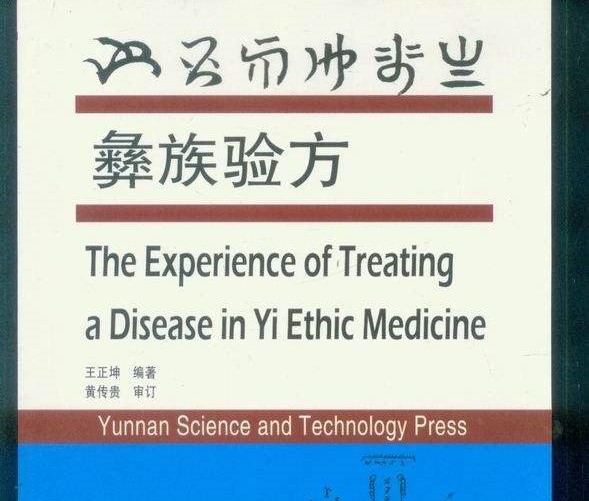 彝族验方
The Experience of Treating
a Disease in Yi Ethic Medicine
王正坤 编著
黄传贵 审订
Yunnan Science and Technology Press